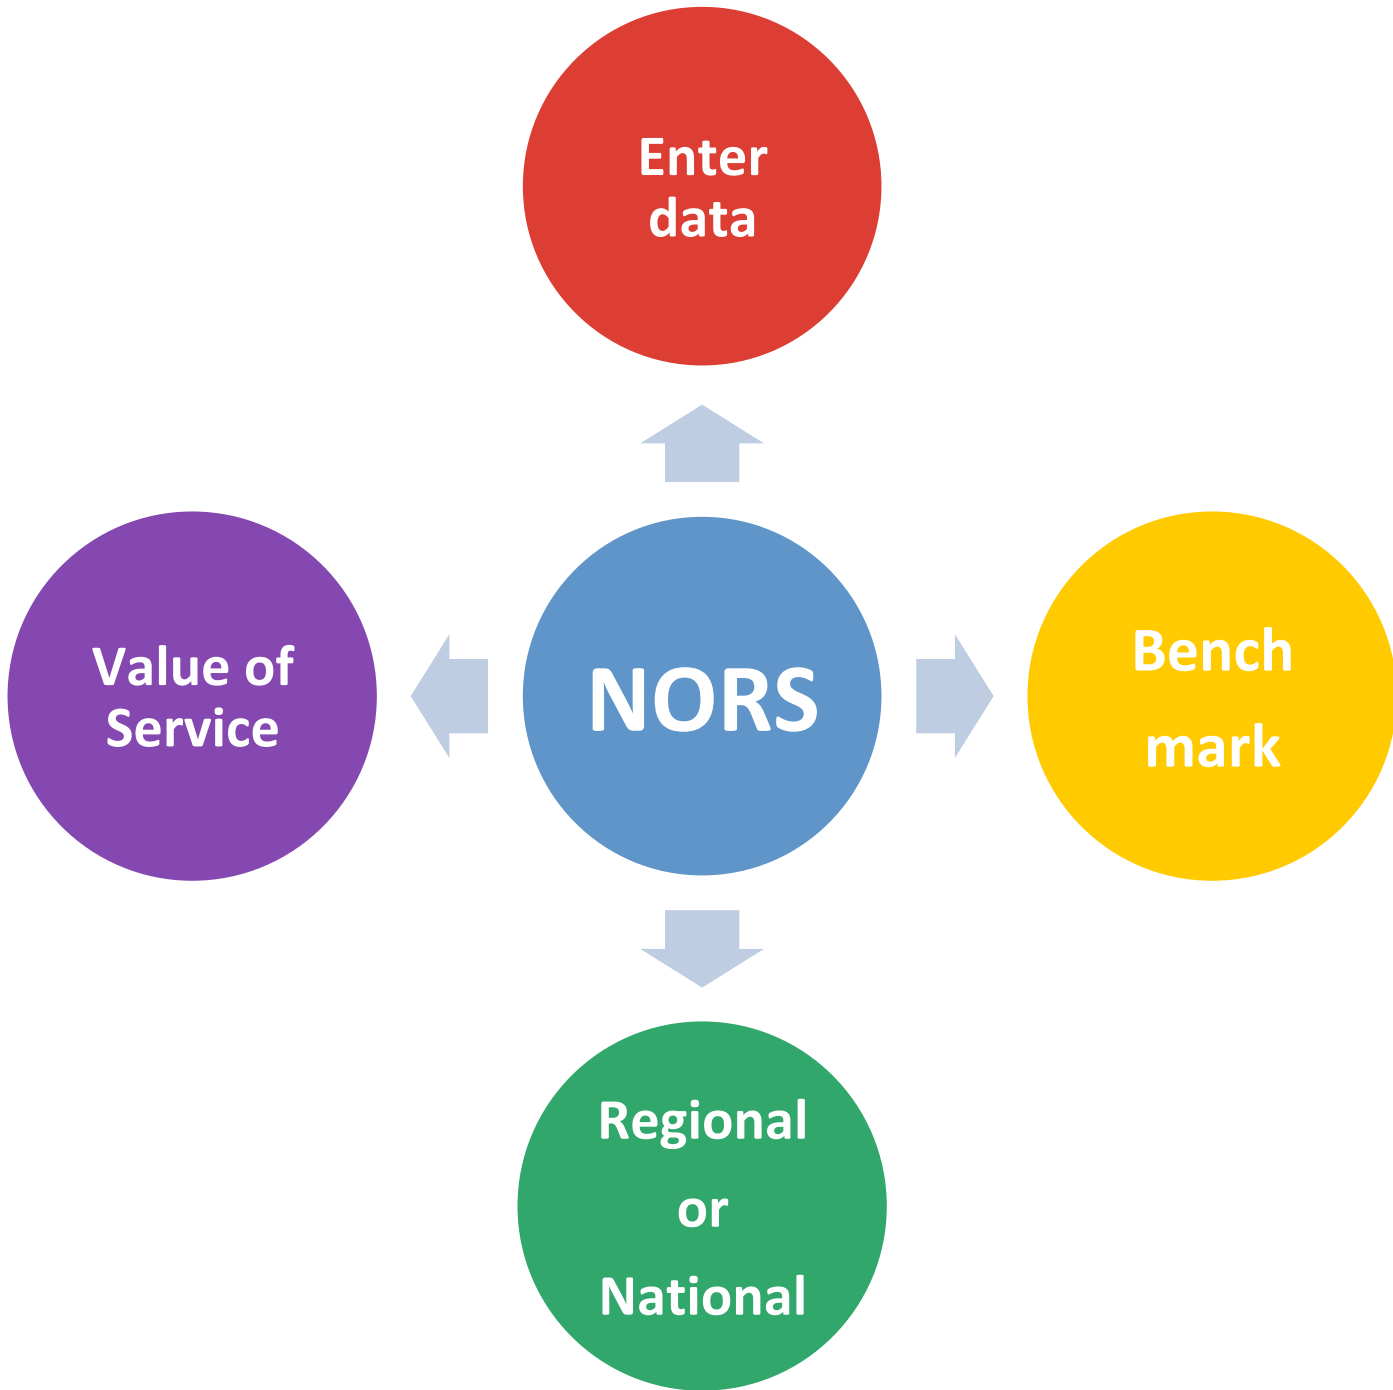 Enter
data
Value of
Service
NORS
Bench
mark
Regional
or
National